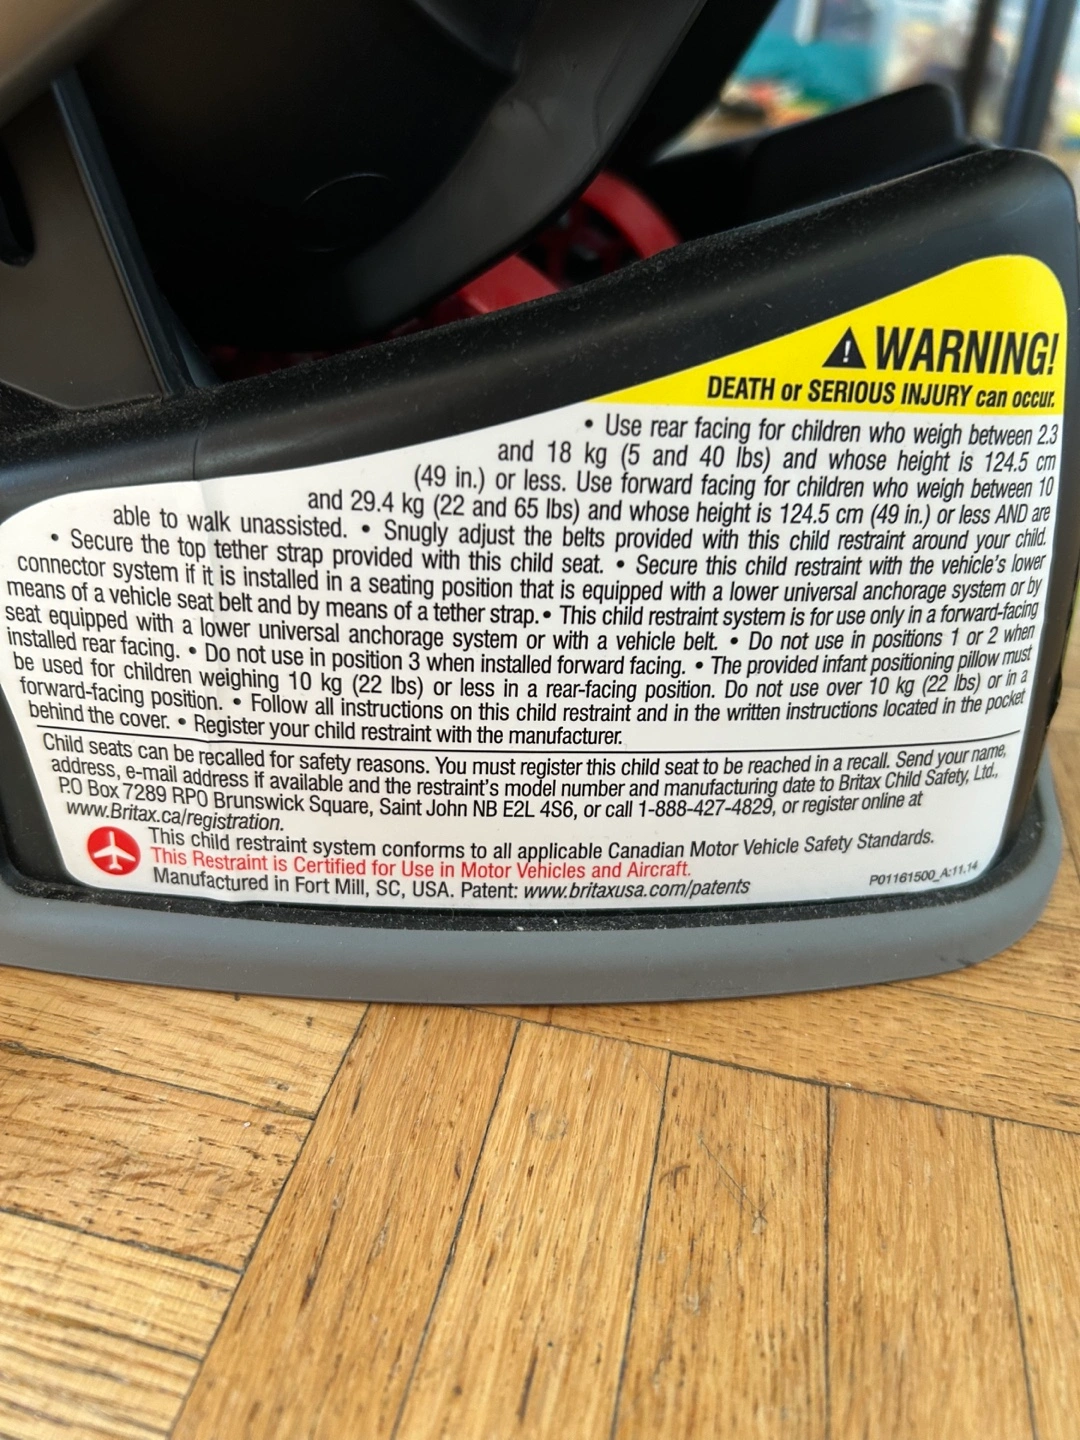 ! WARNING!
DEATH or SERIOUS INJURY can occur.
• Use rear facing for children who weigh between 2.3
and 18 kg (5 and 40 lbs) and whose height is 124.5 cm
(49 in.) or less. Use forward facing for children who weigh between 10
and 29.4 kg (22 and 65 lbs) and whose height is 124.5 cm (49 in.) or less AND are
able to walk unassisted. • Snugly adjust the belts provided with this child restraint around your child.
• Secure the top tether strap provided with this child seat. • Secure this child restraint with the vehicle's lower
connector system if it is installed in a seating position that is equipped with a lower universal anchorage system or by
means of a vehicle seat belt and by means of a tether strap. • This child restraint system is for use only in a forward-facing
seat equipped with a lower universal anchorage system or with a vehicle belt. • Do not use in positions 1 or 2 when
installed rear facing. • Do not use in position 3 when installed forward facing. • The provided infant positioning pillow must
be used for children weighing 10 kg (22 lbs) or less in a rear-facing position. Do not use over 10 kg (22 lbs) or in a
forward-facing position. • Follow all instructions on this child restraint and in the written instructions located in the pocket
behind the cover. • Register your child restraint with the manufacturer.
Child seats can be recalled for safety reasons. You must register this child seat to be reached in a recall. Send your name,
address, e-mail address if available and the restraint's model number and manufacturing date to Britax Child Safety, Ltd.,
P.O Box 7289 RPO Brunswick Square, Saint John NB E2L 4S6, or call 1-888-427-4829, or register online at
www.Britax.ca/registration.
This child restraint system conforms to all applicable Canadian Motor Vehicle Safety Standards.
This Restraint is Certified for Use in Motor Vehicles and Aircraft.
Manufactured in Fort Mill, SC, USA. Patent: www.britaxusa.com/patents
P01161500_A:11.14